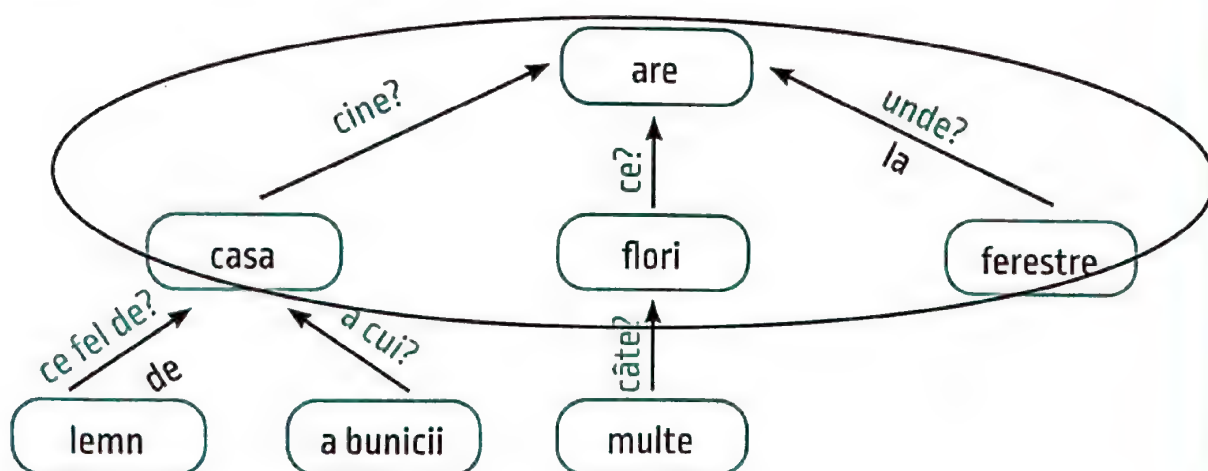 are
cine?
unde?
la
ce?
casa
flori
ferestre
ce fel de?
de
a cui?
câte?
lemn
a bunicii
multe